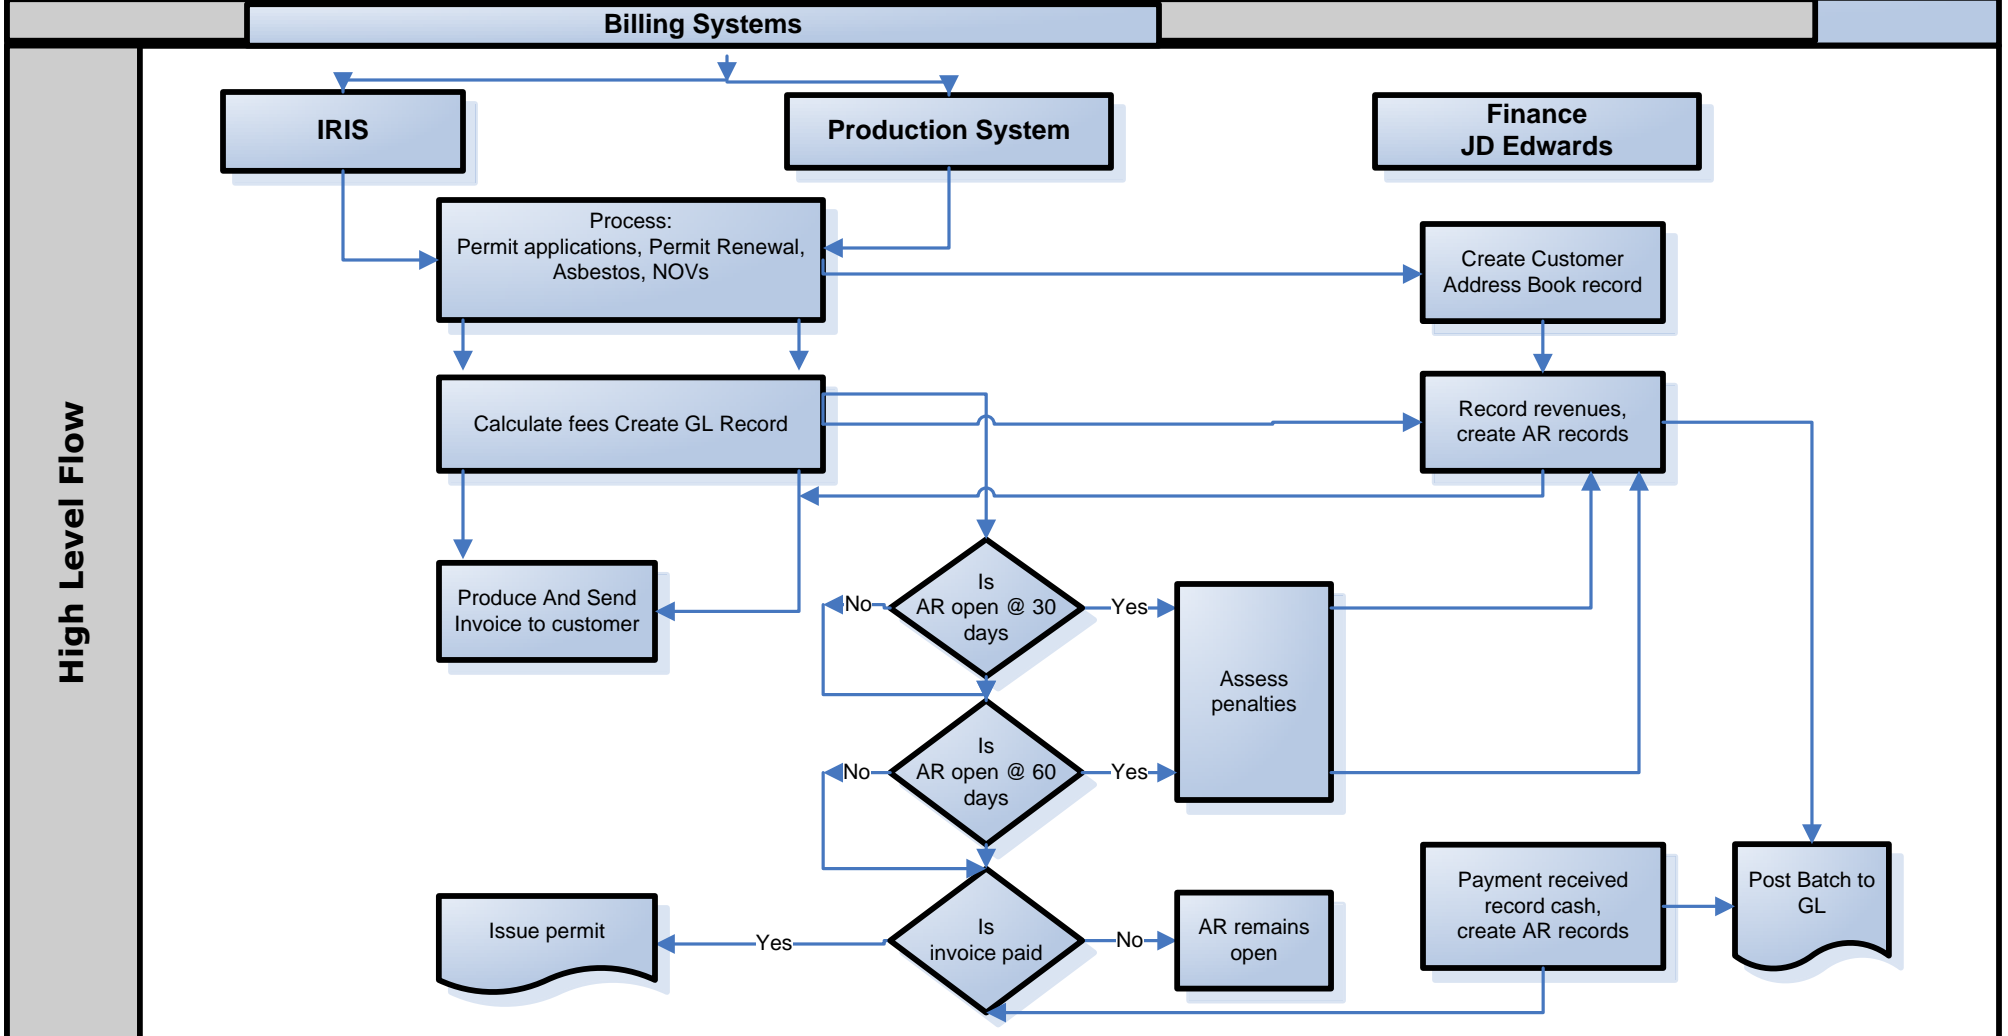 Billing Systems
High Level Flow
IRIS
Production System
Finance
JD Edwards
Process:
Permit applications, Permit Renewal,
Asbestos, NOVs
Create Customer
Address Book record
Calculate fees Create GL Record
Record revenues,
create AR records
Produce And Send
Invoice to customer
No
Is
AR open @ 30
days
Yes
Assess
penalties
No
Is
AR open @ 60
days
Yes
Issue permit
Yes
Is
invoice paid
No
AR remains
open
Payment received
record cash,
create AR records
Post Batch to
GL